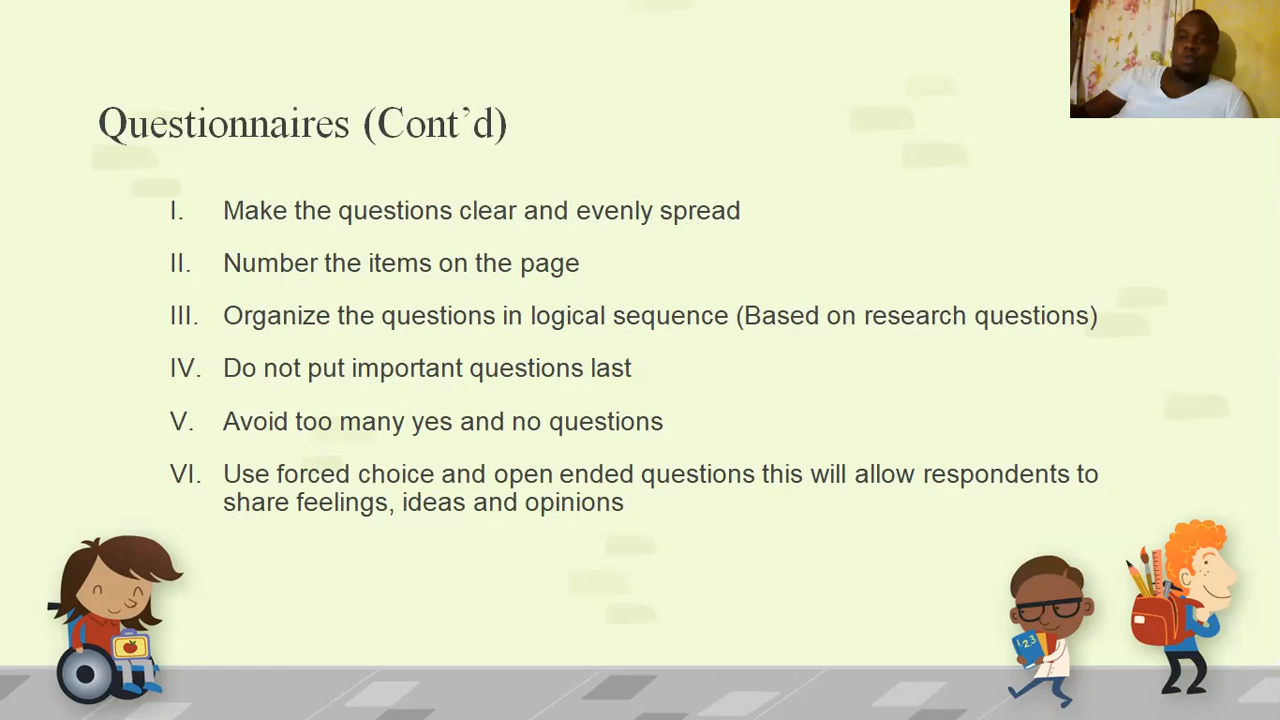 Questionnaires (Cont’d)
I. Make the questions clear and evenly spread
II. Number the items on the page
III. Organize the questions in logical sequence (Based on research questions)
IV. Do not put important questions last
V. Avoid too many yes and no questions
VI. Use forced choice and open ended questions this will allow respondents to
share feelings, ideas and opinions
123